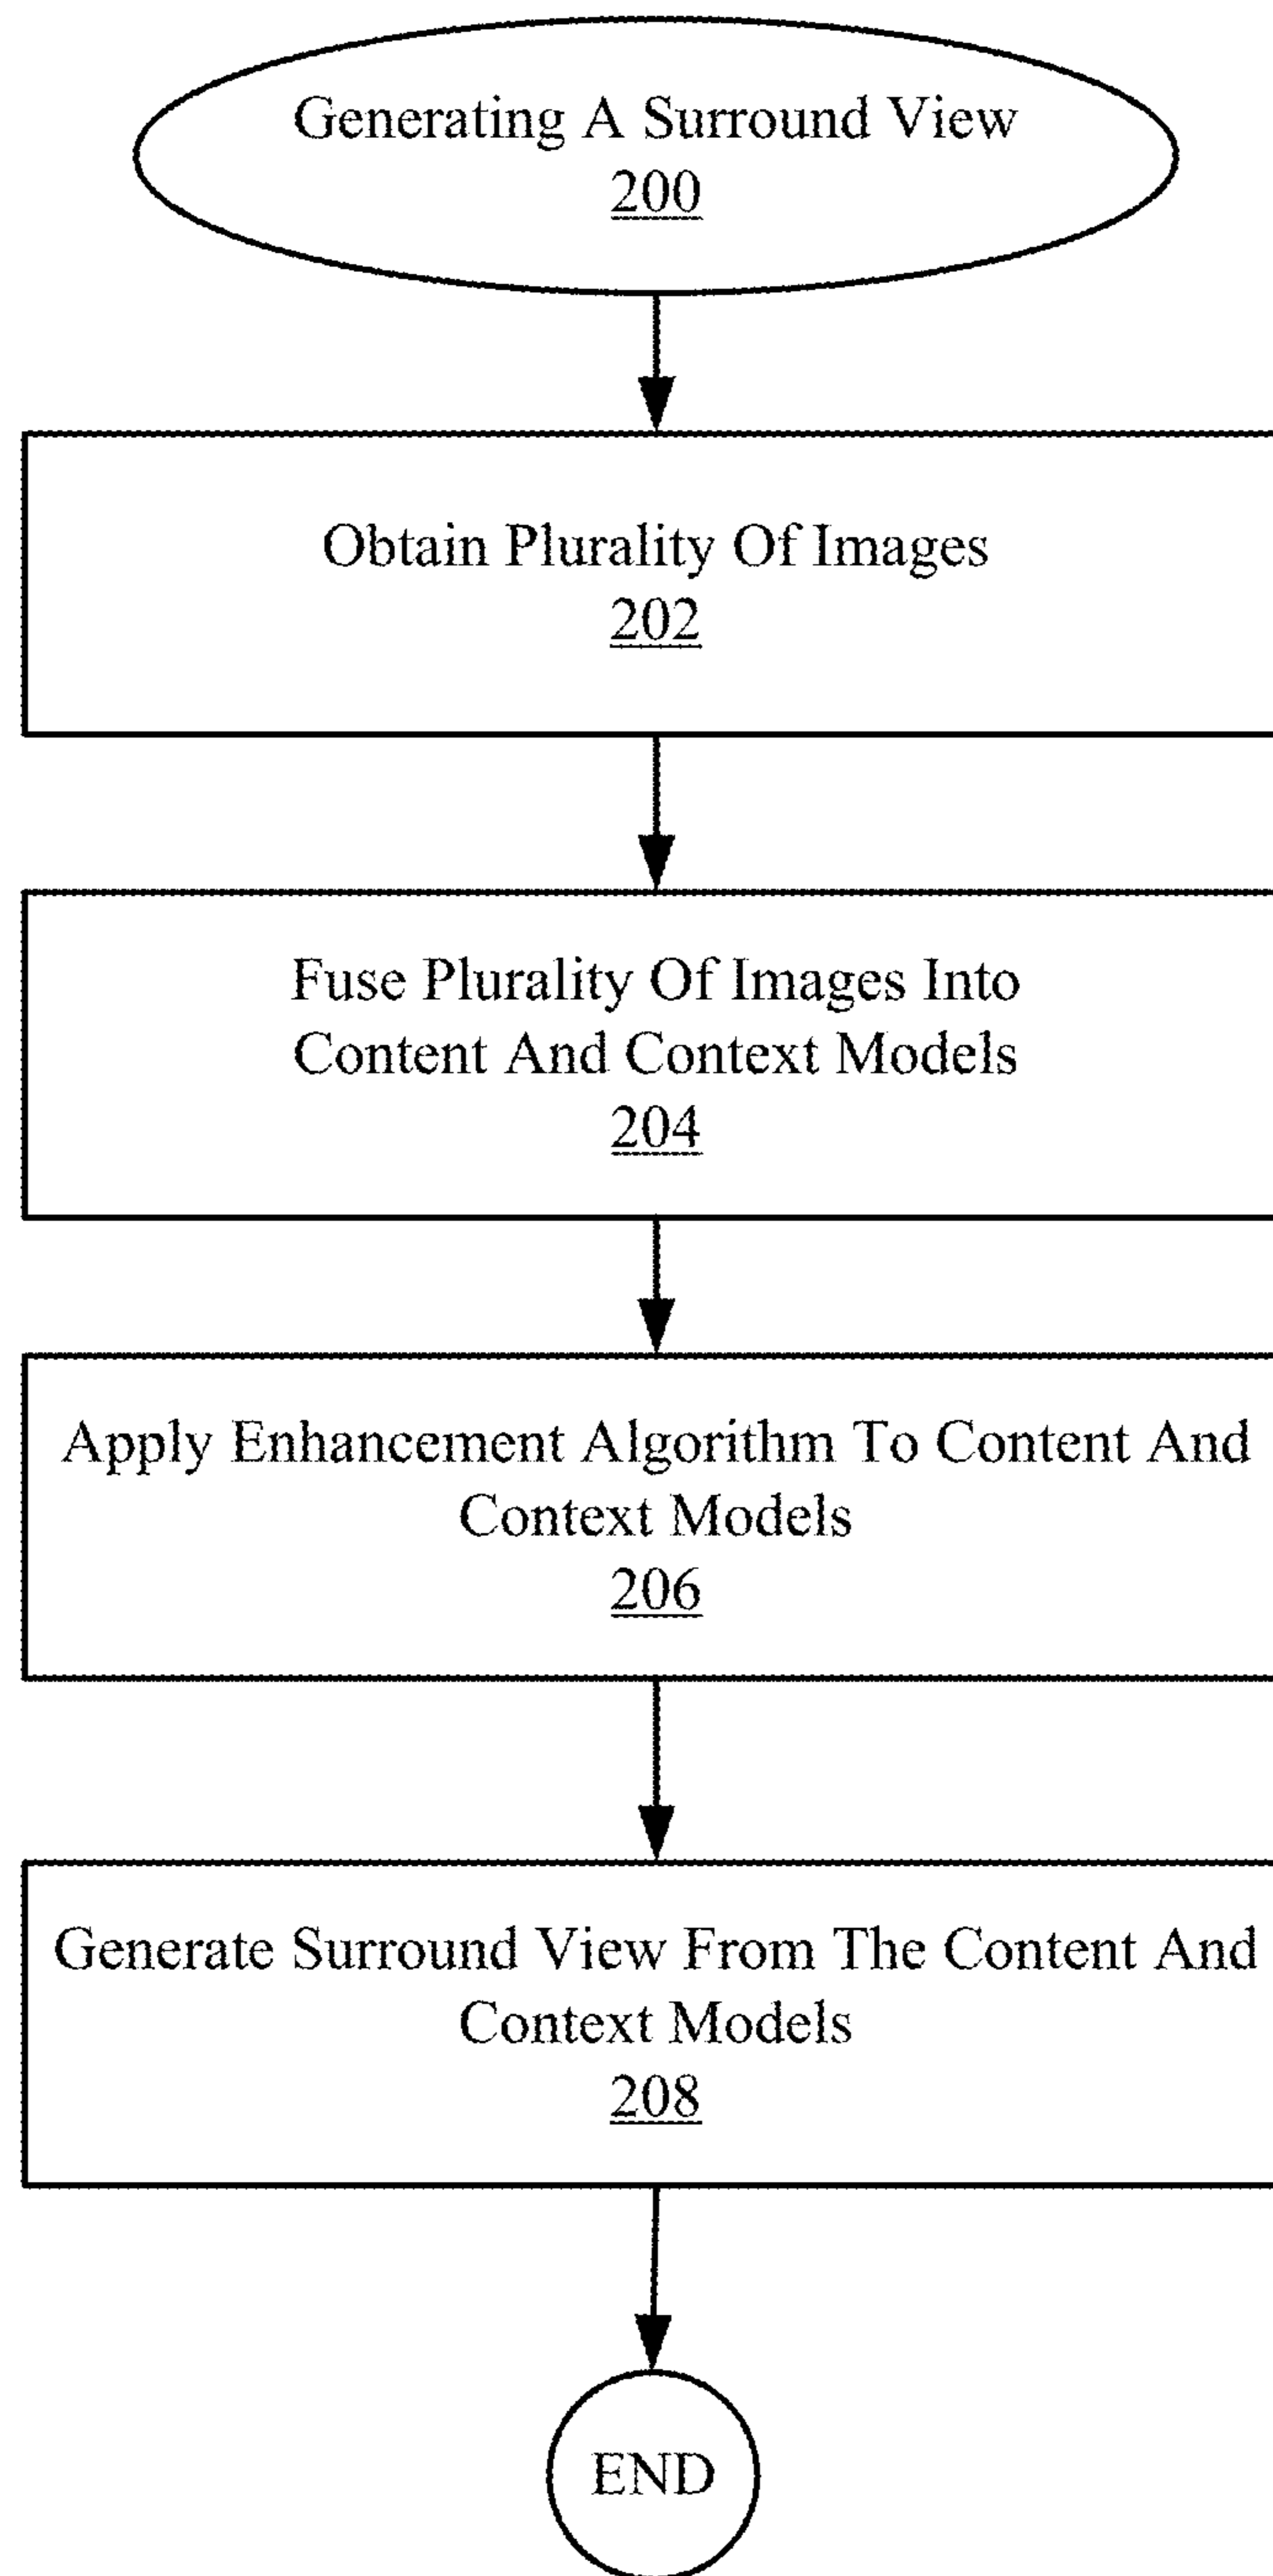 Generating A Surround View
200
Obtain Plurality Of Images
202
Fuse Plurality Of Images Into
Content And Context Models
204
Apply Enhancement Algorithm To Content And
Context Models
206
Generate Surround View From The Content And
Context Models
208
END